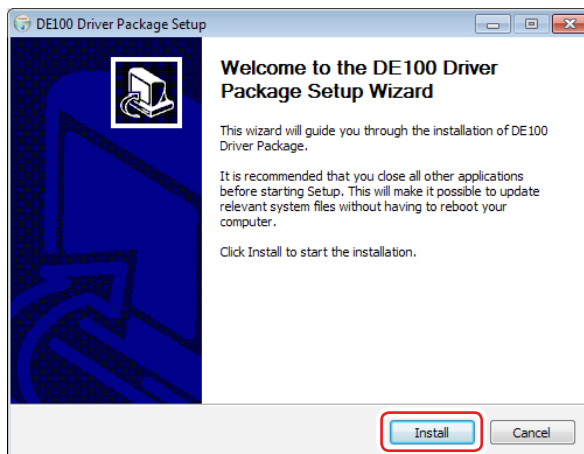 DE100 Driver Package Setup
Welcome to the DE100 Driver
Package Setup Wizard
This wizard will guide you through the installation of DE100
Driver Package.
It is recommended that you close all other applications
before starting Setup. This will make it possible to update
relevant system files without having to reboot your
computer.
Click Install to start the installation.
Install
Cancel